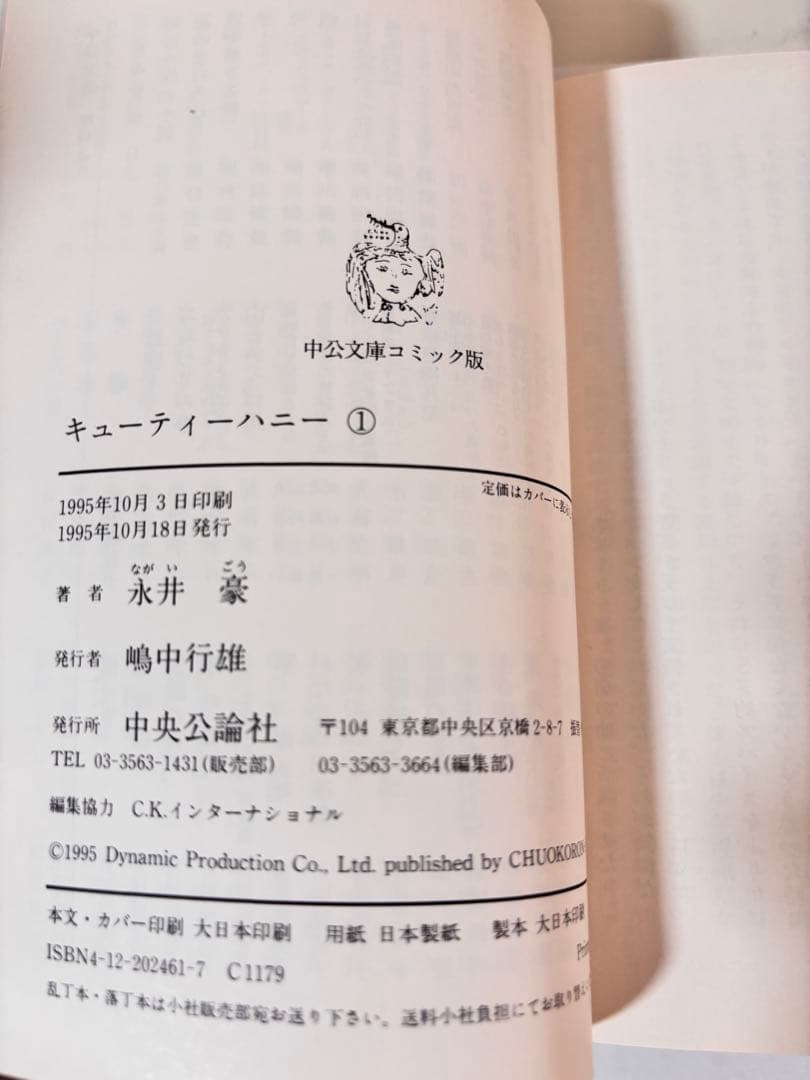 中公文庫コミック版
キューティーハニー ①
定価はカバーに
1995年10月3日印刷
1995年10月18日発行
ながい ごう
著者 永井 豪
発行者 嶋中行雄
発行所 中央公論社 〒104 東京都中央区京橋2-8-7
TEL 03-3563-1431(販売部) 03-3563-3664(編集部)
編集協力 C.K.インターナショナル
©1995 Dynamic Production Co., Ltd. published by CHUOKORON
本文・カバー印刷 大日本印刷 用紙 日本製紙 製本 大日本印刷
ISBN4-12-202461-7 C1179
乱丁本・落丁本は小社販売部宛お送り下さい。送料小社負担にてお取り替え